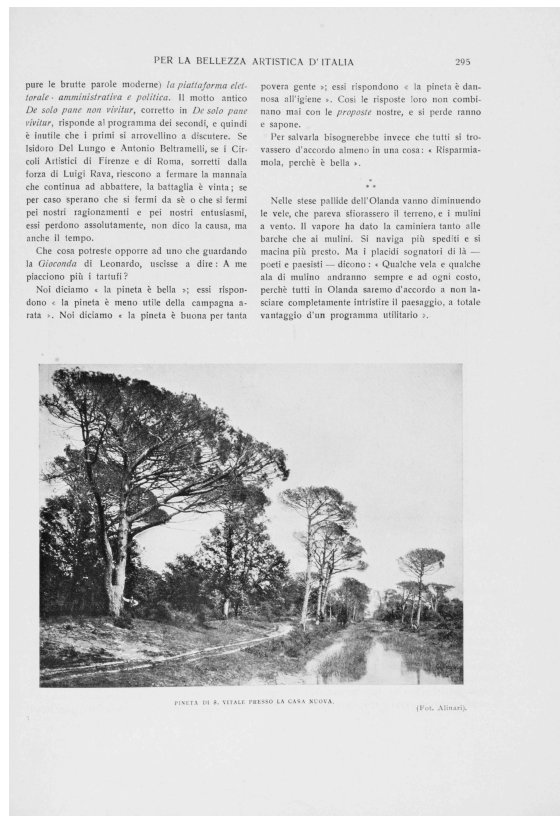 PER LA BELLEZZA ARTISTICA D'ITALIA 295
pure le brutte parole moderne) la piattaforma elet-
torale - amministrativa e politica. Il motto antico
De solo pane non vivitur, corretto in De solo pane
vivitur, risponde al programma dei secondi, e quindi
è inutile che i primi si arrovellino a discutere. Se
Isidoro Del Lungo e Antonio Beltramelli, se i Cir-
coli Artistici di Firenze e di Roma, sorretti dalla
forza di Luigi Rava, riescono a fermare la mannaia
che continua ad abbattere, la battaglia è vinta; se
per caso sperano che si fermi da sè o che si fermi
pei nostri ragionamenti e pei nostri entusiasmi,
essi perdono assolutamente, non dico la causa, ma
anche il tempo.
Che cosa potreste opporre ad uno che guardando
la Gioconda di Leonardo, uscisse a dire: A me
piacciono più i tartufi?
Noi diciamo « la pineta è bella »; essi rispon-
dono « la pineta è meno utile della campagna a-
rata ». Noi diciamo « la pineta è buona per tanta
povera gente »; essi rispondono « la pineta è dan-
nosa all'igiene ». Così le risposte loro non combi-
nano mai con le proposte nostre, e si perde ranno
e sapone.
Per salvarla bisognerebbe invece che tutti si tro-
vassero d'accordo almeno in una cosa: « Risparmia-
mola, perchè è bella ».
* * *
Nelle stese pallide dell'Olanda vanno diminuendo
le vele, che pareva sfiorassero il terreno, e i mulini
a vento. Il vapore ha dato la caminiera tanto alle
barche che ai mulini. Si naviga più spediti e si
macina più presto. Ma i placidi sognatori di là —
poeti e paesisti — dicono: « Qualche vela e qualche
ala di mulino andranno sempre e ad ogni costo,
perchè tutti in Olanda saremo d'accordo a non la-
sciare completamente intristire il paesaggio, a totale
vantaggio d'un programma utilitario ».
PINETA DI S. VITALE PRESSO LA CASA NUOVA.
(Fot. Alinari).